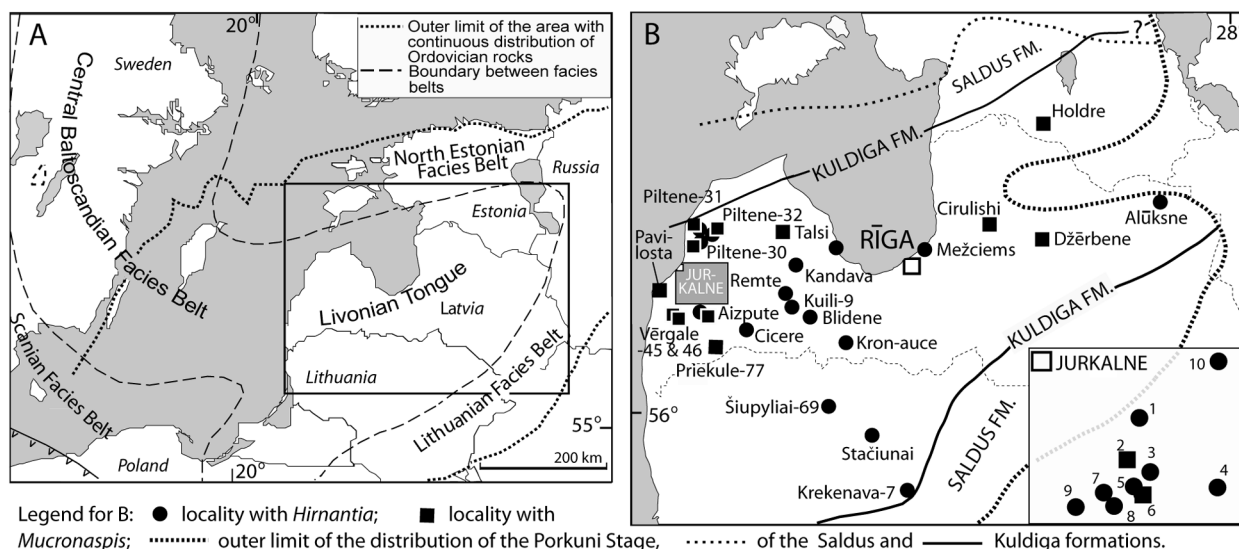 A
20°
Outer limit of the area with
continuous distribution of
Ordovician rocks
Boundary between facies
belts
Sweden
Central Baltoscandian Facies Belt
North Estonian
Facies Belt
Russia
Estonia
Livonian Tongue
Latvia
Lithuania
Lithuanian Facies Belt
Scanian Facies Belt
Poland
20°
55°
200 km
B
28
?
SALDUS FM.
KULDIGA FM.
Holdre
Piltene-31
Piltene-32
Talsi
Piltene-30
Pavi-
losta
JUR-
KALNE
RĪGA
Cirulishi
Alūksne
Džērbene
Mežciems
Kandava
Remte
Kuili-9
Blidene
Aizpute
Cicere
Kron-auce
Vērgale
-45 & 46
Priekule-77
KULDIGA FM.
56°
Šiupyliai-69
Stačiunai
Krekenava-7
SALDUS FM.
JURKALNE
10
1
2
3
4
5
6
7
8
9
Legend for B: locality with Hirnantia; locality with
Mucronaspis; outer limit of the distribution of the Porkuni Stage, of the Saldus and Kuldiga formations.